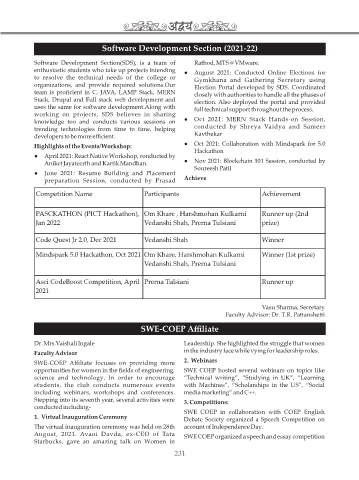 अद्वय
Software Development Section (2021-22)
Software Development Section(SDS), is a team of
enthusiastic students who take up projects intending
to resolve the technical needs of the college or
organizations, and provide required solutions.Our
team is proficient in C, JAVA, LAMP Stack, MERN
Stack, Drupal and Full stack web development and
uses the same for software development.Along with
working on projects, SDS believes in sharing
knowledge too and conducts various sessions on
trending technologies from time to time, helping
developers to be more efficient.
Highlights of the Events/Workshop:
● April 2021: React Native Workshop, conducted by
Aniket Jayateerth and Kartik Mandhan.
● June 2021: Resume Building and Placement
preparation Session, conducted by Prasad
Rathod, MTS @ VMware.
● August 2021: Conducted Online Elections for
Gymkhana and Gathering Secretary using
Election Portal developed by SDS. Coordinated
closely with authorities to handle all the phases of
election. Also deployed the portal and provided
full technical support throughout the process.
● Oct 2021: MERN Stack Hands-on Session,
conducted by Shreya Vaidya and Sameer
Kavthekar
● Oct 2021: Collaboration with Mindspark for 5.0
Hackathon
● Nov 2021: Blockchain 101 Session, conducted by
Soureesh Patil
Achieve
Competition Name Participants Achievement
PASCKATHON (PICT Hackathon), Om Khare , Harshmohan Kulkarni Runner up (2nd
Jan 2022 Vedanshi Shah, Prerna Tulsiani prize)
Code Quest Jr 2.0, Dec 2021 Vedanshi Shah Winner
Mindspark 5.0 Hackathon, Oct 2021 Om Khare, Harshmohan Kulkarni Winner (1st prize)
Vedanshi Shah, Prerna Tulsiani
Asci CodeBoost Competition, April Prerna Tulsiani Runner up
2021
Vasu Sharma, Secretary
Faculty Advisor: Dr. T.R. Pattanshetti
SWE-COEP Affiliate
Dr. Mrs Vaishali Ingale
Faculty Advisor
SWE-COEP Affiliate focuses on providing more
opportunities for women in the fields of engineering,
science and technology. In order to encourage
students, the club conducts numerous events
including webinars, workshops and conferences.
Stepping into its seventh year, several activities were
conducted including-
1. Virtual Inauguration Ceremony
The virtual inauguration ceremony was held on 28th
August, 2021. Avani Davda, ex-CEO of Tata
Starbucks, gave an amazing talk on Women in
Leadership. She highlighted the struggle that women
in the industry face while vying for leadership roles.
2. Webinars
SWE COEP hosted several webinars on topics like
"Technical writing", "Studying in UK", "Learning
with Machines", "Scholarships in the US", "Social
media marketing" and C++.
3. Competitions:
SWE COEP in collaboration with COEP English
Debate Society organized a Speech Competition on
account of Independence Day.
SWE COEP organized a speech and essay competition
231